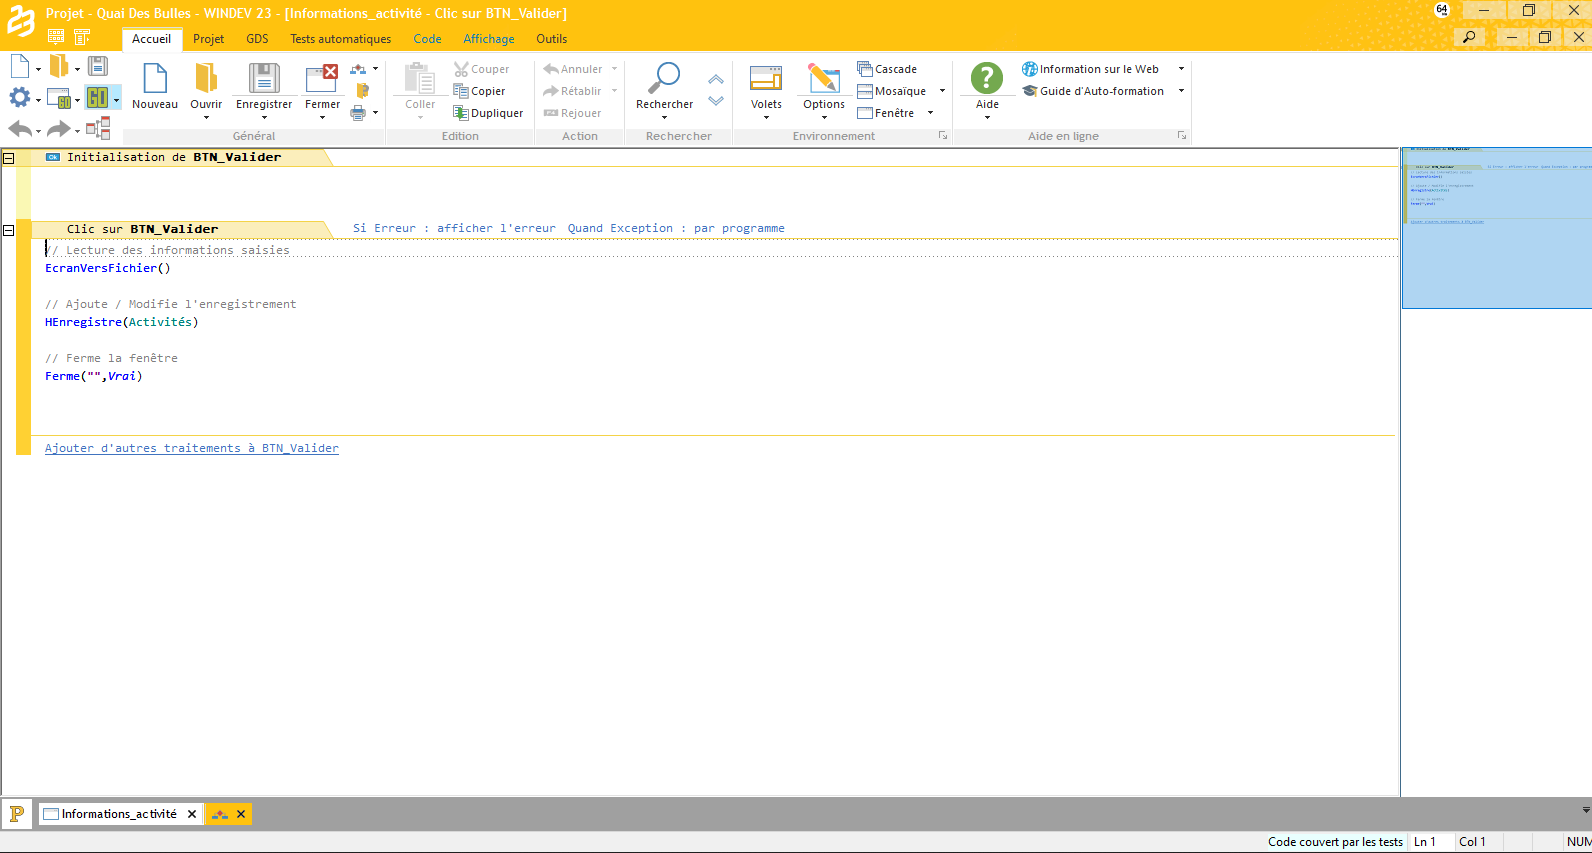 Projet - Quai Des Bulles - WINDEV 23 - [Informations_activité - Clic sur BTN_Valider]
64
Accueil Projet GDS Tests automatiques Code Affichage Outils
Nouveau Ouvrir Enregistrer Fermer
Général
Coller Couper Copier Dupliquer
Edition
Annuler Rétablir Rejouer
Action
Rechercher
Rechercher
Volets Options Cascade Mosaïque Fenêtre
Environnement
Aide Information sur le Web Guide d'Auto-formation
Aide en ligne
GO
GO
Ok Initialisation de BTN_Valider
Clic sur BTN_Valider Si Erreur : afficher l'erreur Quand Exception : par programme
// Lecture des informations saisies
EcranVersFichier()
// Ajoute / Modifie l'enregistrement
HEnregistre(Activités)
// Ferme la fenêtre
Ferme("",Vrai)
Ajouter d'autres traitements à BTN_Valider
P Informations_activité
Code couvert par les tests Ln 1 Col 1 NUM